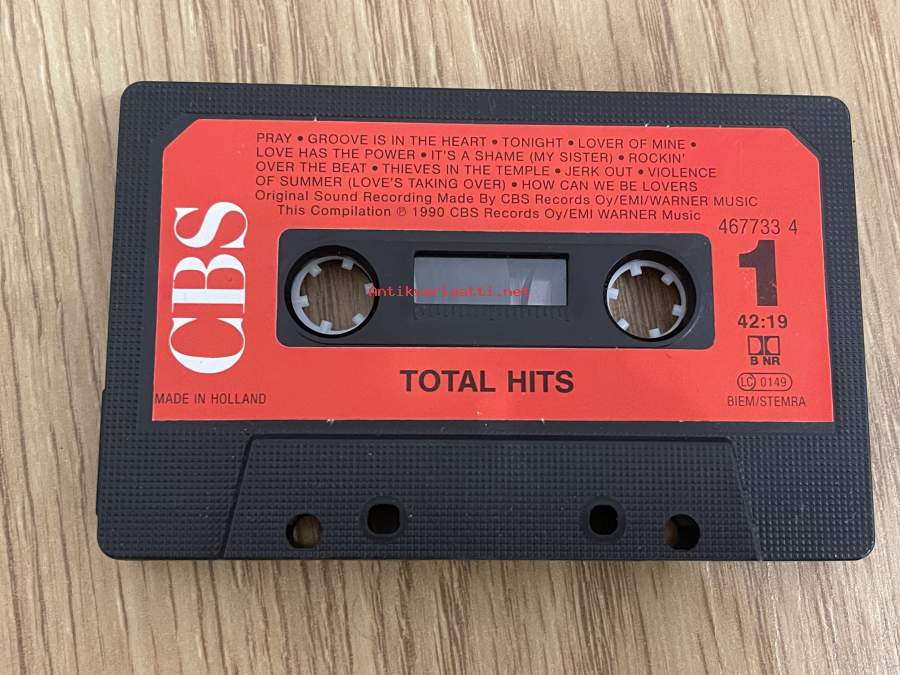 PRAY • GROOVE IS IN THE HEART • TONIGHT • LOVER OF MINE •
LOVE HAS THE POWER • IT'S A SHAME (MY SISTER) • ROCKIN'
OVER THE BEAT • THIEVES IN THE TEMPLE • JERK OUT • VIOLENCE
OF SUMMER (LOVE'S TAKING OVER) • HOW CAN WE BE LOVERS
Original Sound Recording Made By CBS Records Oy/EMI/WARNER MUSIC
This Compilation ℗ 1990 CBS Records Oy/EMI WARNER Music
467733 4
CBS
1
Antikvariaatti.net
42:19
B NR
TOTAL HITS
LC 0149
MADE IN HOLLAND
BIEM/STEMRA